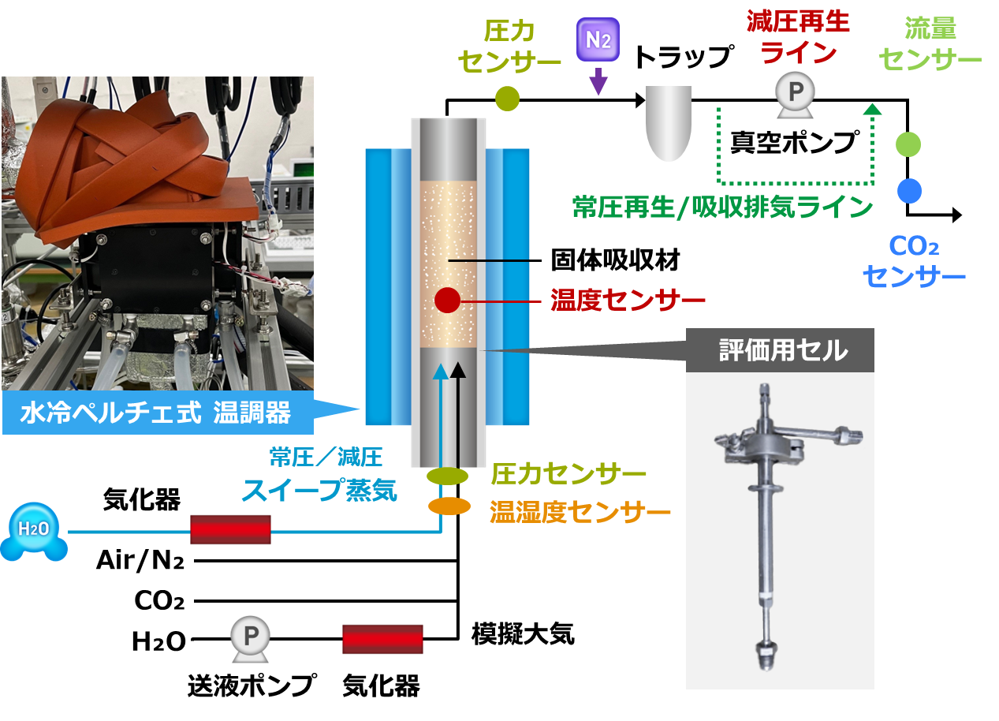 圧力
センサー
N2
トラップ
減圧再生
ライン
流量
センサー
P
真空ポンプ
常圧再生/吸収排気ライン
CO₂
センサー
固体吸収材
温度センサー
評価用セル
水冷ペルチェ式 温調器
常圧／減圧
スイープ蒸気
圧力センサー
温湿度センサー
気化器
H2O
Air/N₂
CO₂
H₂O
P
模擬大気
送液ポンプ
気化器